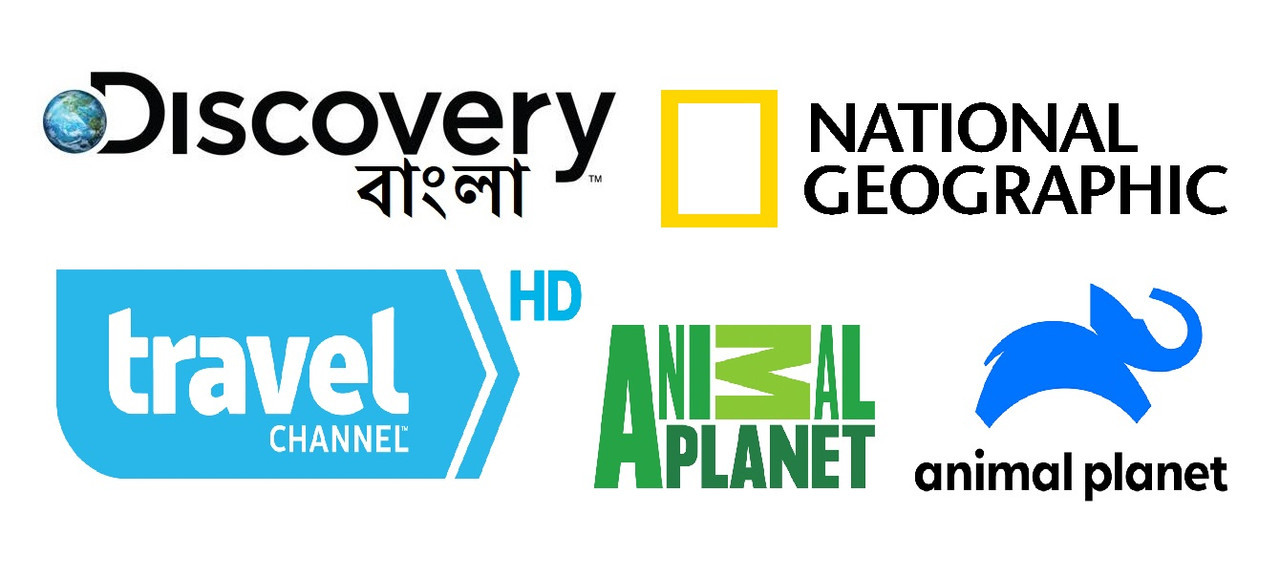 Discovery
বাংলা
™
NATIONAL
GEOGRAPHIC
travel
CHANNEL™
HD
ANIMAL
PLANET
animal planet